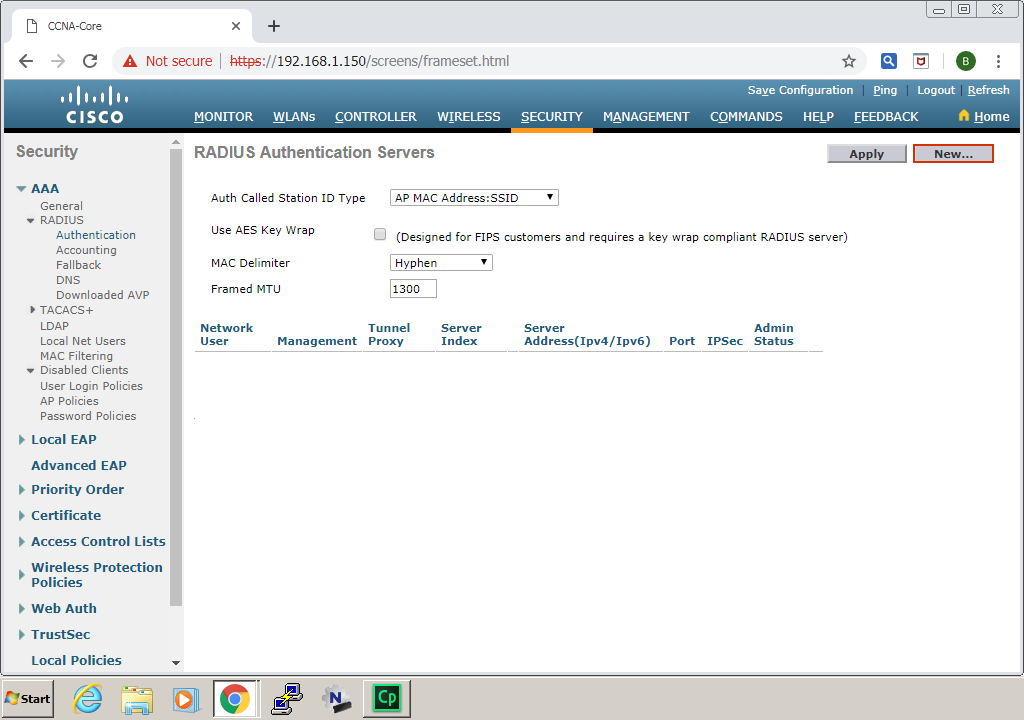 CCNA-Core
Not secure https://192.168.1.150/screens/frameset.html
B
Save Configuration Ping Logout Refresh
CISCO
MONITOR WLANs CONTROLLER WIRELESS SECURITY MANAGEMENT COMMANDS HELP FEEDBACK Home
Security
AAA
General
RADIUS
Authentication
Accounting
Fallback
DNS
Downloaded AVP
TACACS+
LDAP
Local Net Users
MAC Filtering
Disabled Clients
User Login Policies
AP Policies
Password Policies
Local EAP
Advanced EAP
Priority Order
Certificate
Access Control Lists
Wireless Protection
Policies
Web Auth
TrustSec
Local Policies
RADIUS Authentication Servers
Apply New...
Auth Called Station ID Type AP MAC Address:SSID
Use AES Key Wrap (Designed for FIPS customers and requires a key wrap compliant RADIUS server)
MAC Delimiter Hyphen
Framed MTU 1300
Network User Management Tunnel Proxy Server Index Server Address(Ipv4/Ipv6) Port IPSec Admin Status
Start
N
Cp